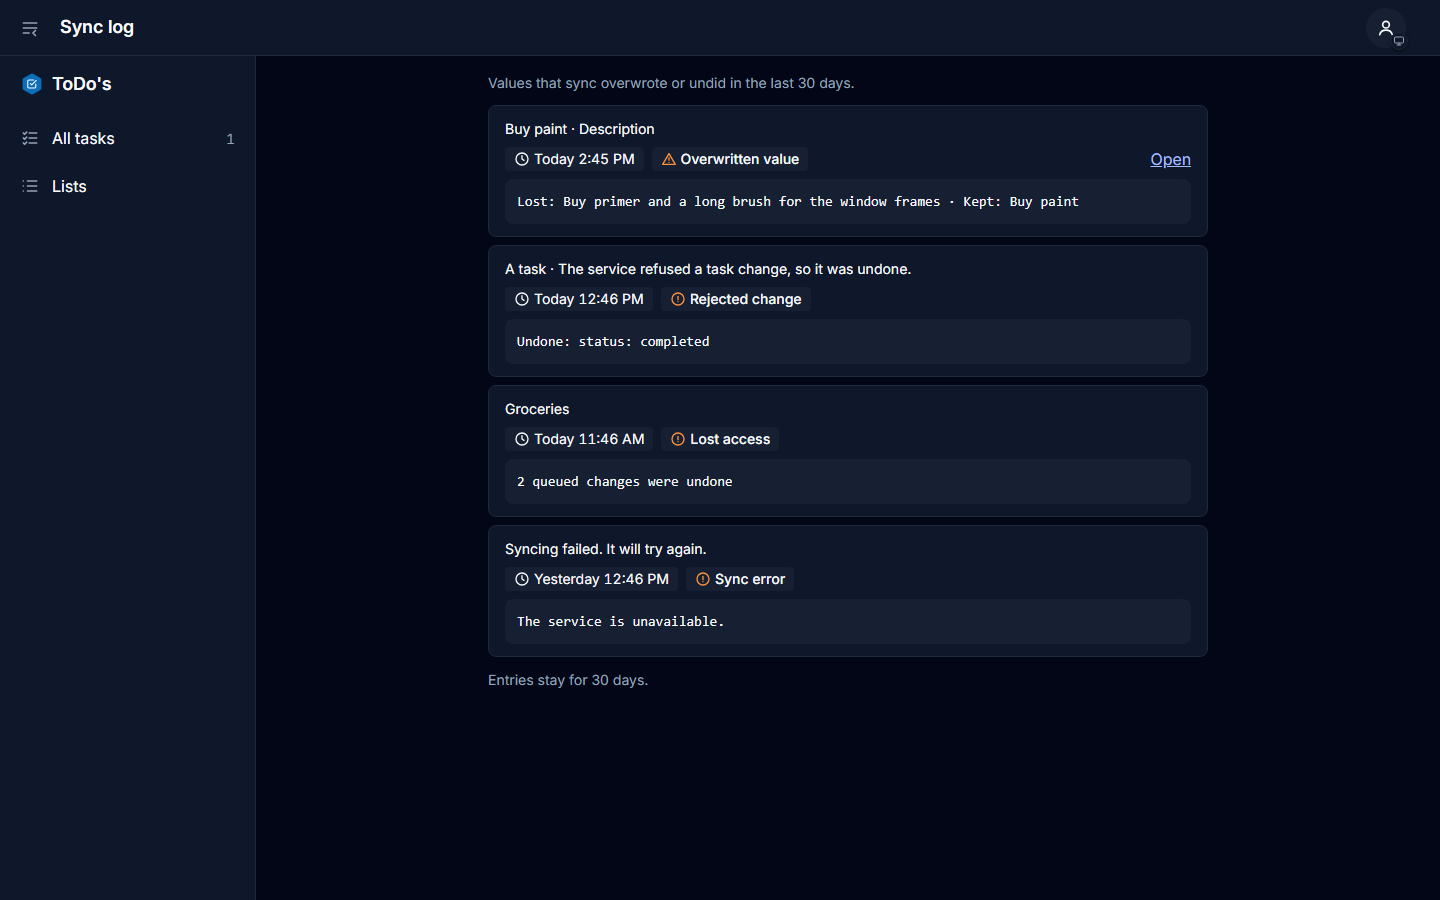 Sync log
ToDo's
All tasks 1
Lists
Values that sync overwrote or undid in the last 30 days.
Buy paint · Description
Today 2:45 PM Overwritten value Open
Lost: Buy primer and a long brush for the window frames · Kept: Buy paint
A task · The service refused a task change, so it was undone.
Today 12:46 PM Rejected change
Undone: status: completed
Groceries
Today 11:46 AM Lost access
2 queued changes were undone
Syncing failed. It will try again.
Yesterday 12:46 PM Sync error
The service is unavailable.
Entries stay for 30 days.